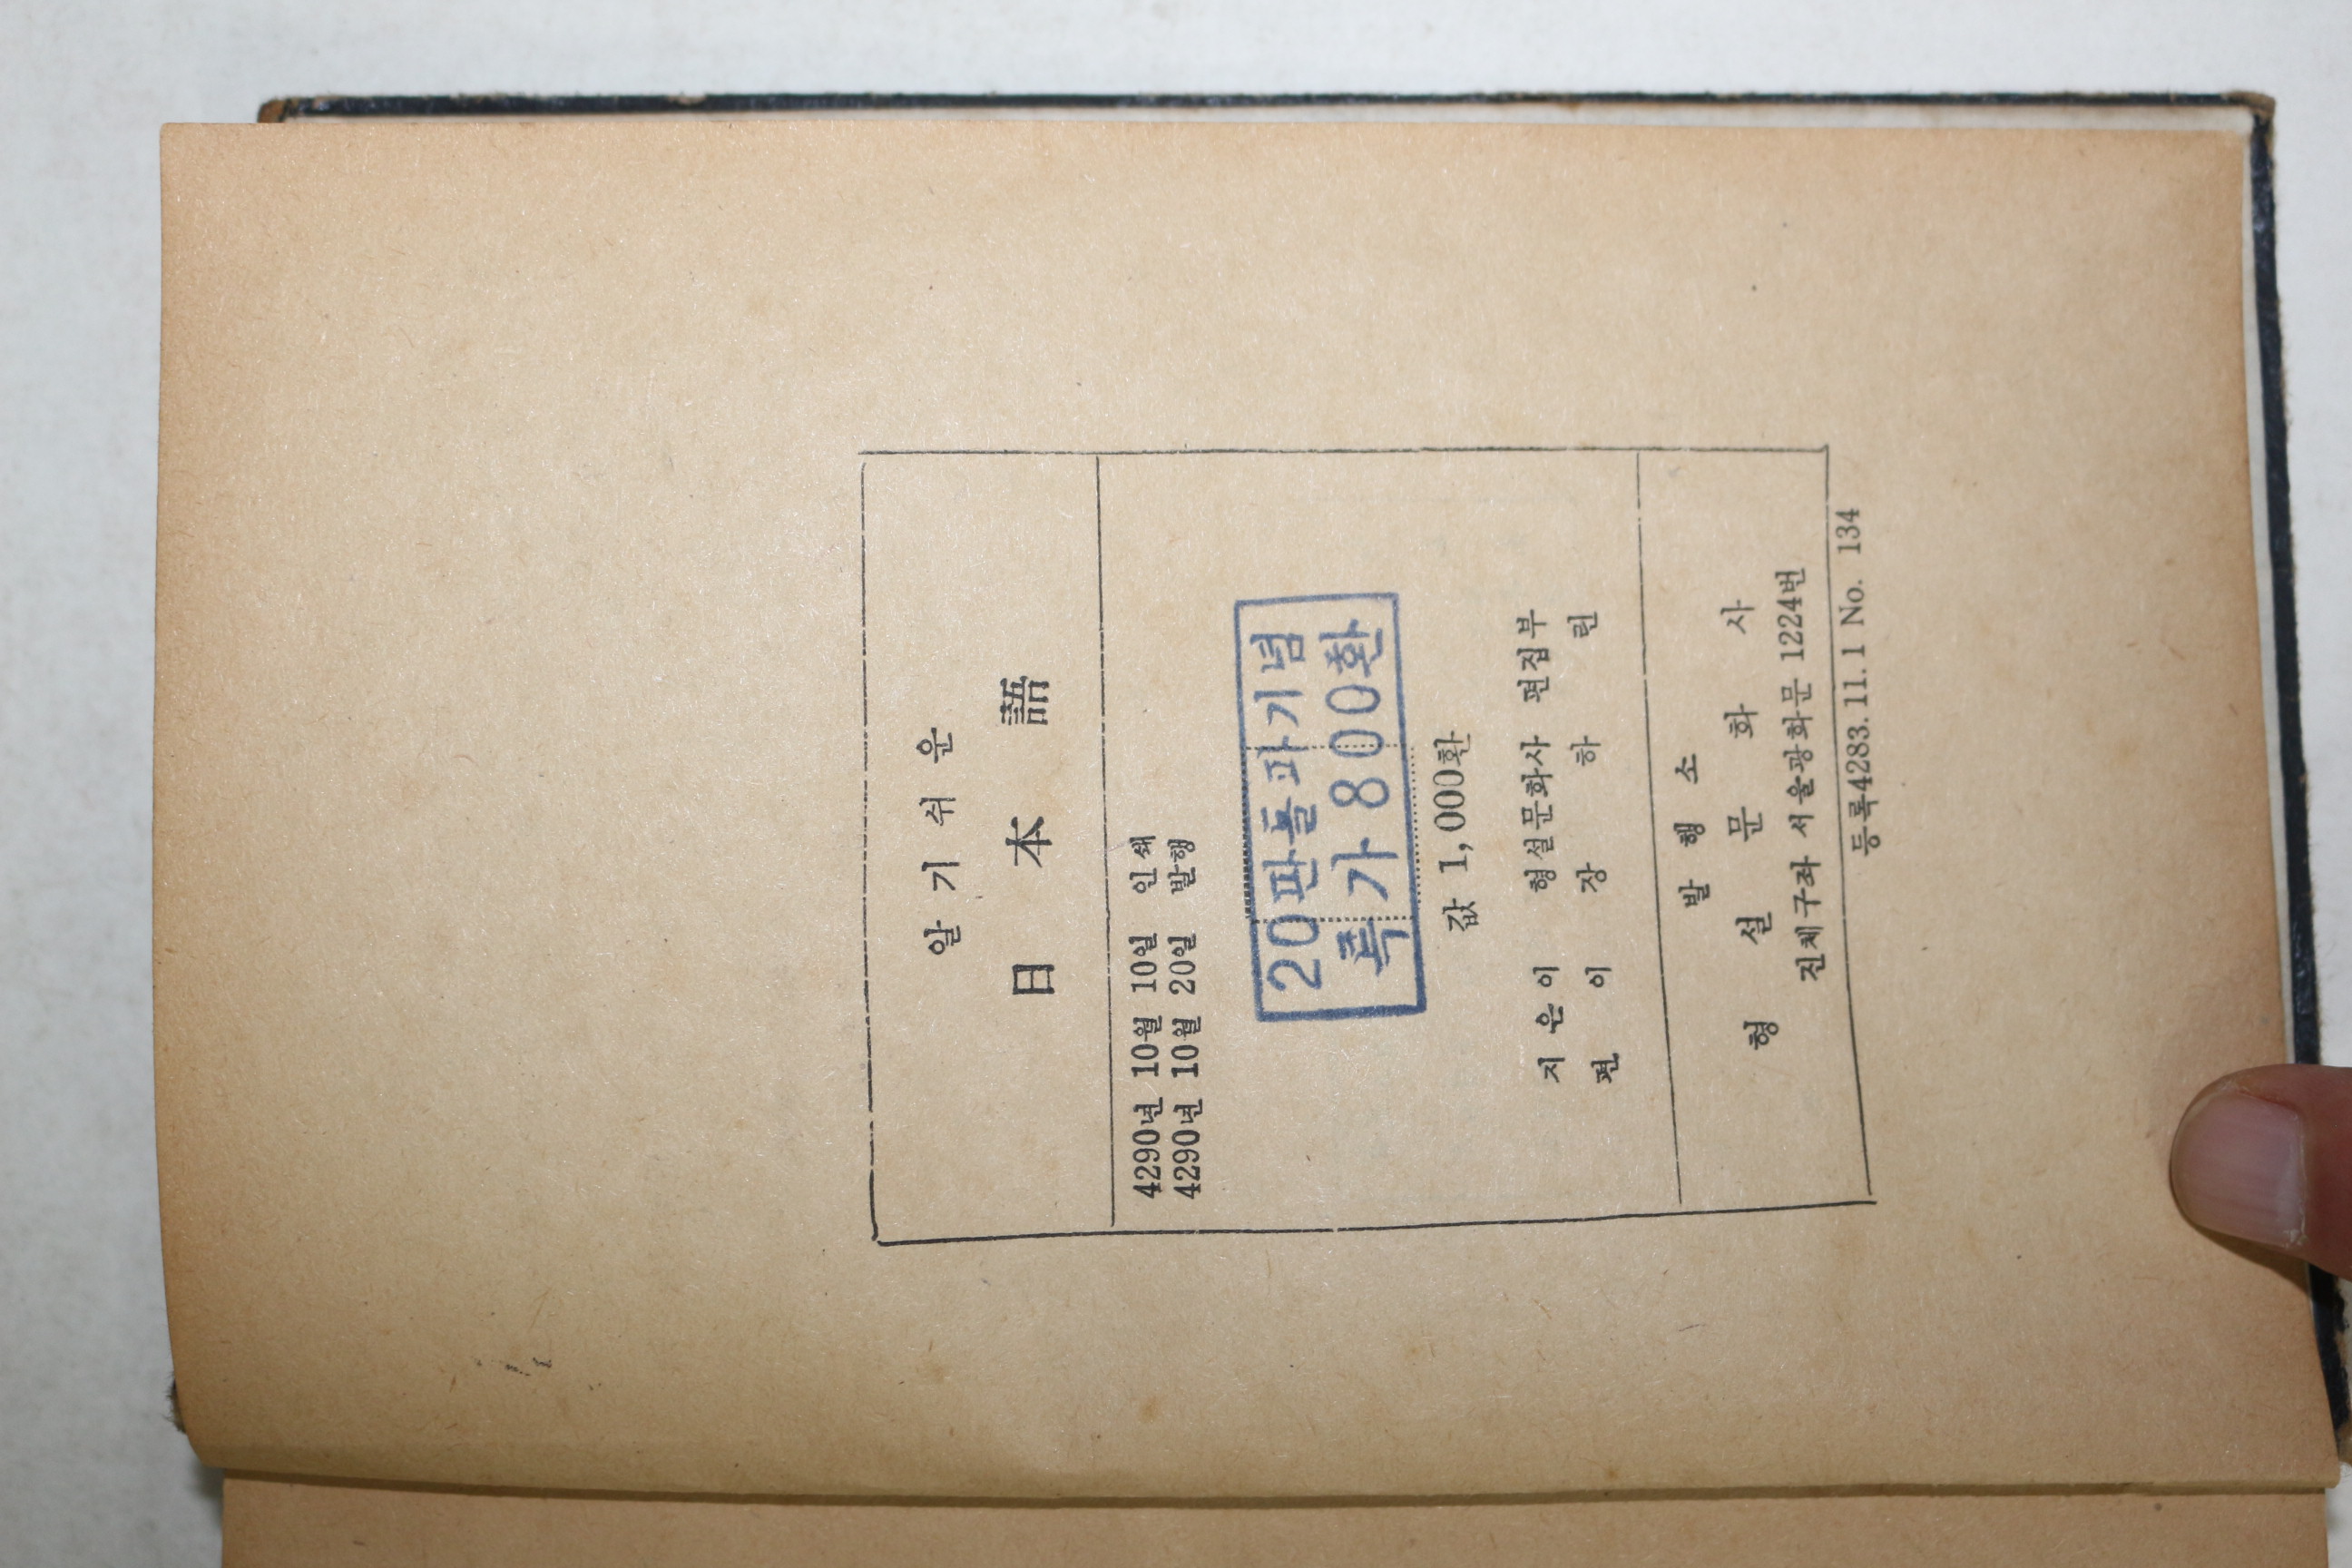 알기쉬운
日本語
4290년 10월 10일 인쇄
4290년 10월 20일 발행
20판돌파기념
특가800환
값 1,000환
지은이 형설문화사 편집부
편이 장하린
발행소
형설문화사
진체구좌 서울광화문 1224번
등록4283.11.1 No. 134